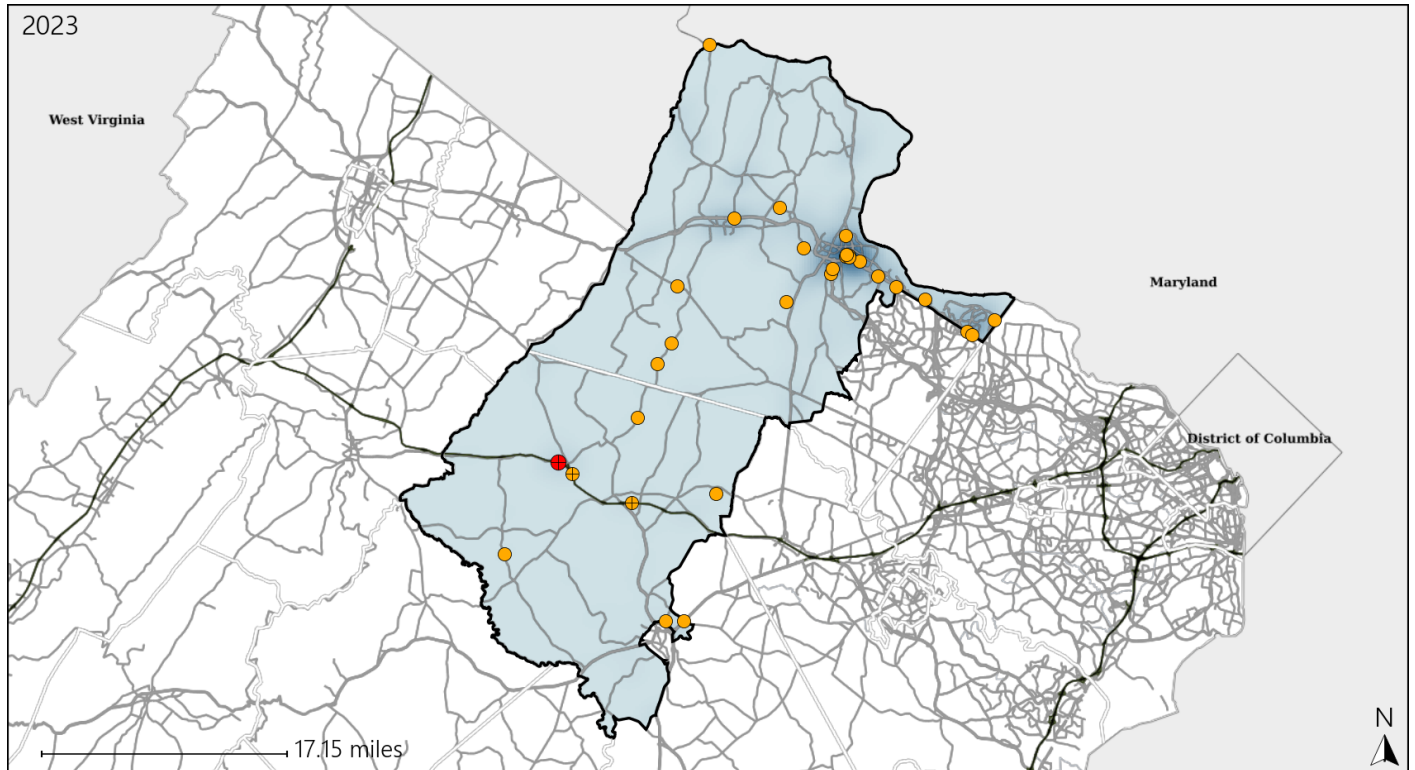 2023
West Virginia
Maryland
District of Columbia
17.15 miles
N